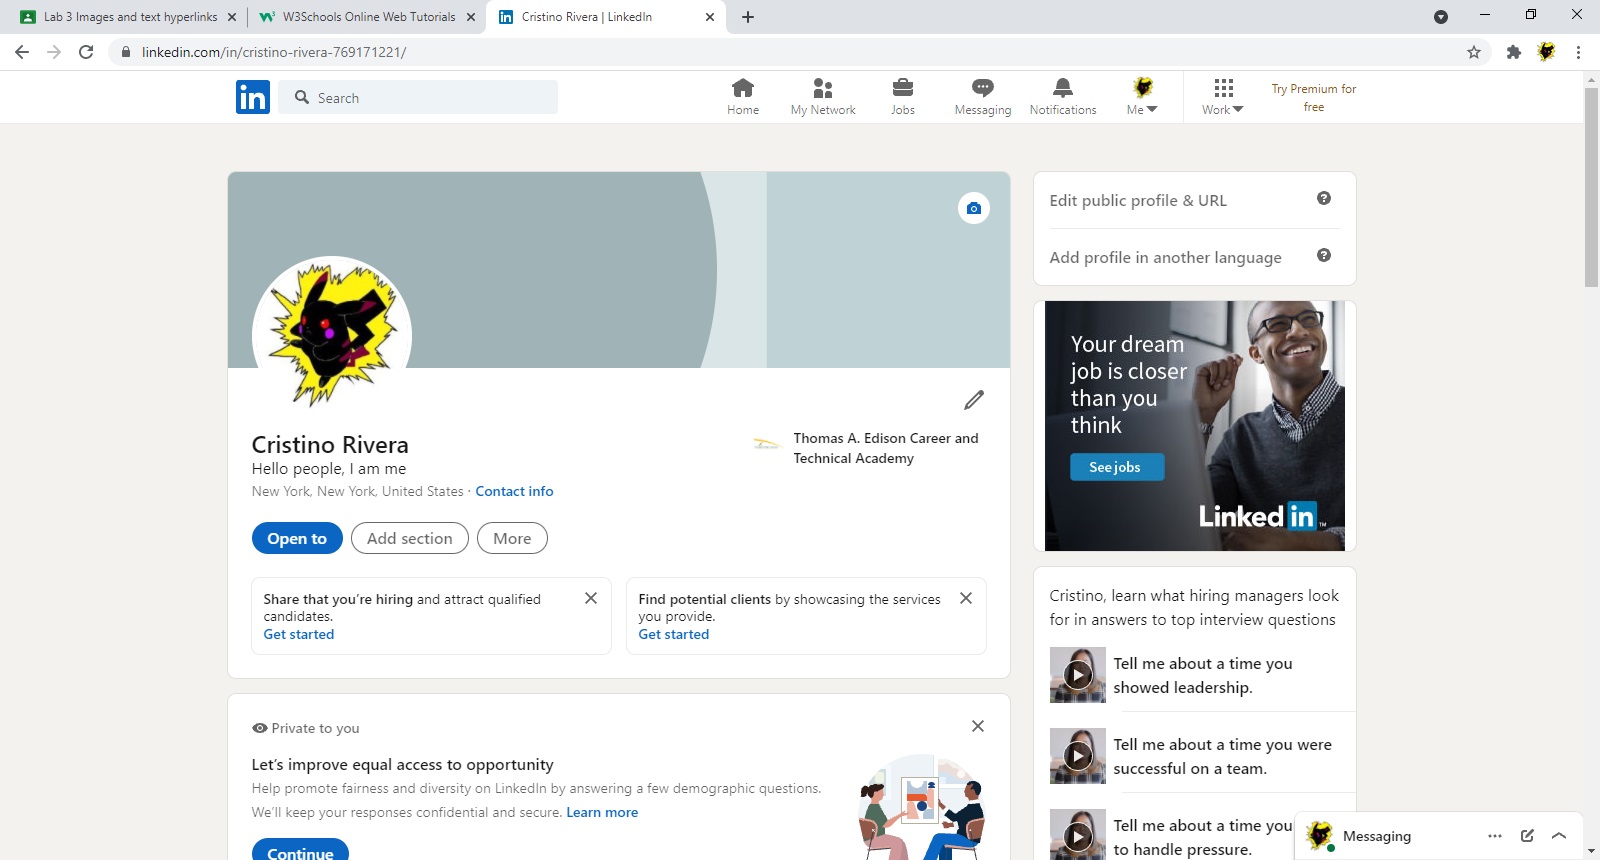 Lab 3 Images and text hyperlinks
W3Schools Online Web Tutorials
Cristino Rivera | LinkedIn
linkedin.com/in/cristino-rivera-769171221/
in
Search
Home
My Network
Jobs
Messaging
Notifications
Me
Work
Try Premium for
free
Cristino Rivera
Hello people, I am me
New York, New York, United States · Contact info
Thomas A. Edison Career and
Technical Academy
Open to
Add section
More
Share that you're hiring and attract qualified
candidates.
Get started
Find potential clients by showcasing the services
you provide.
Get started
Private to you
Let's improve equal access to opportunity
Help promote fairness and diversity on LinkedIn by answering a few demographic questions.
We'll keep your responses confidential and secure. Learn more
Continue
Edit public profile & URL
Add profile in another language
Your dream
job is closer
than you
think
See jobs
Linked in ™
Cristino, learn what hiring managers look
for in answers to top interview questions
Tell me about a time you
showed leadership.
Tell me about a time you were
successful on a team.
Tell me about a time you
to handle pressure.
Messaging